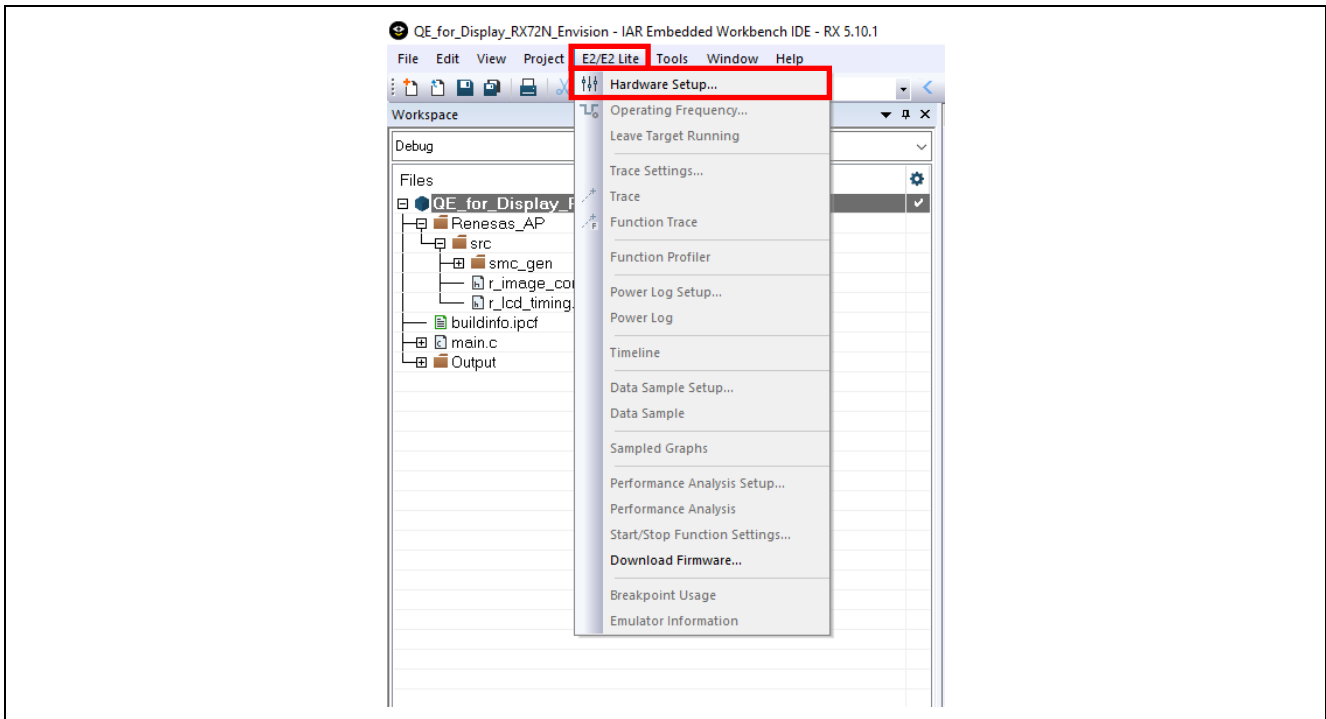 QE_for_Display_RX72N_Envision - IAR Embedded Workbench IDE - RX 5.10.1
File Edit View Project E2/E2 Lite Tools Window Help
Hardware Setup...
Workspace
Operating Frequency...
Leave Target Running
Debug
Trace Settings...
Files
Trace
QE_for_Display_
Function Trace
Renesas_AP
src
Function Profiler
smc_gen
r_image_co
Power Log Setup...
r_lcd_timing.
Power Log
buildinfo.ipcf
main.c
Timeline
Output
Data Sample Setup...
Data Sample
Sampled Graphs
Performance Analysis Setup...
Performance Analysis
Start/Stop Function Settings...
Download Firmware...
Breakpoint Usage
Emulator Information